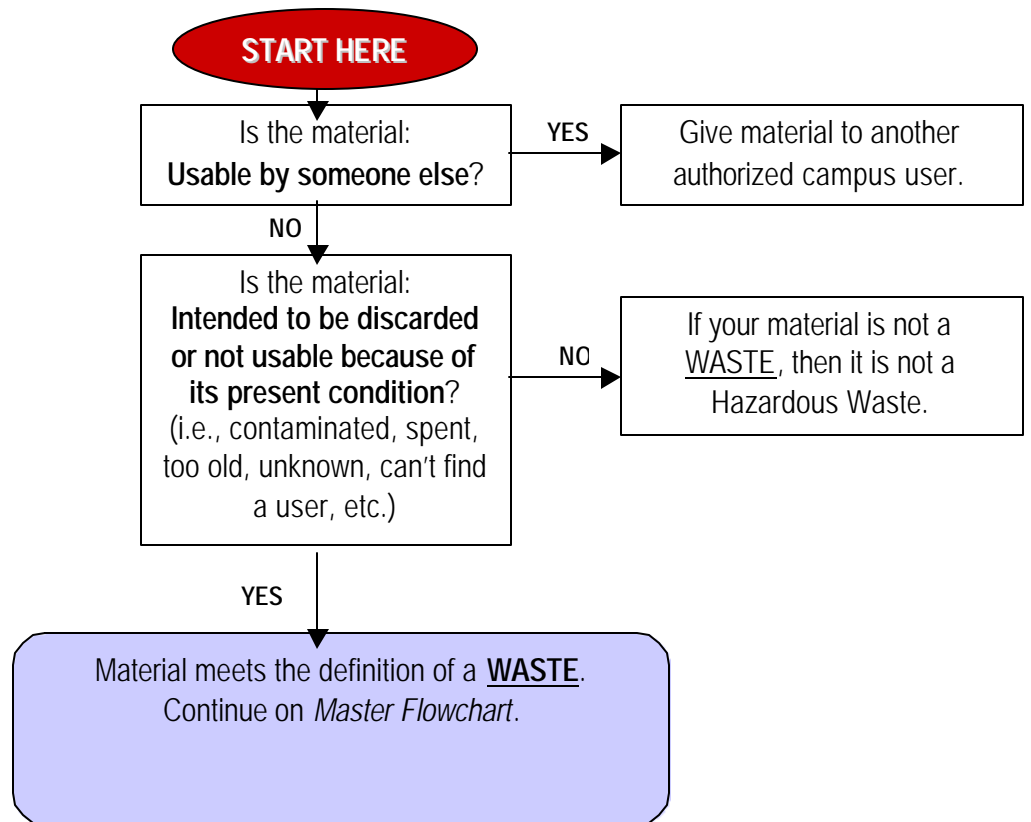 START HERE
Is the material:
Usable by someone else?
YES
Give material to another
authorized campus user.
NO
Is the material:
Intended to be discarded
or not usable because of
its present condition?
(i.e., contaminated, spent,
too old, unknown, can't find
a user, etc.)
NO
If your material is not a
WASTE, then it is not a
Hazardous Waste.
YES
Material meets the definition of a WASTE.
Continue on Master Flowchart.